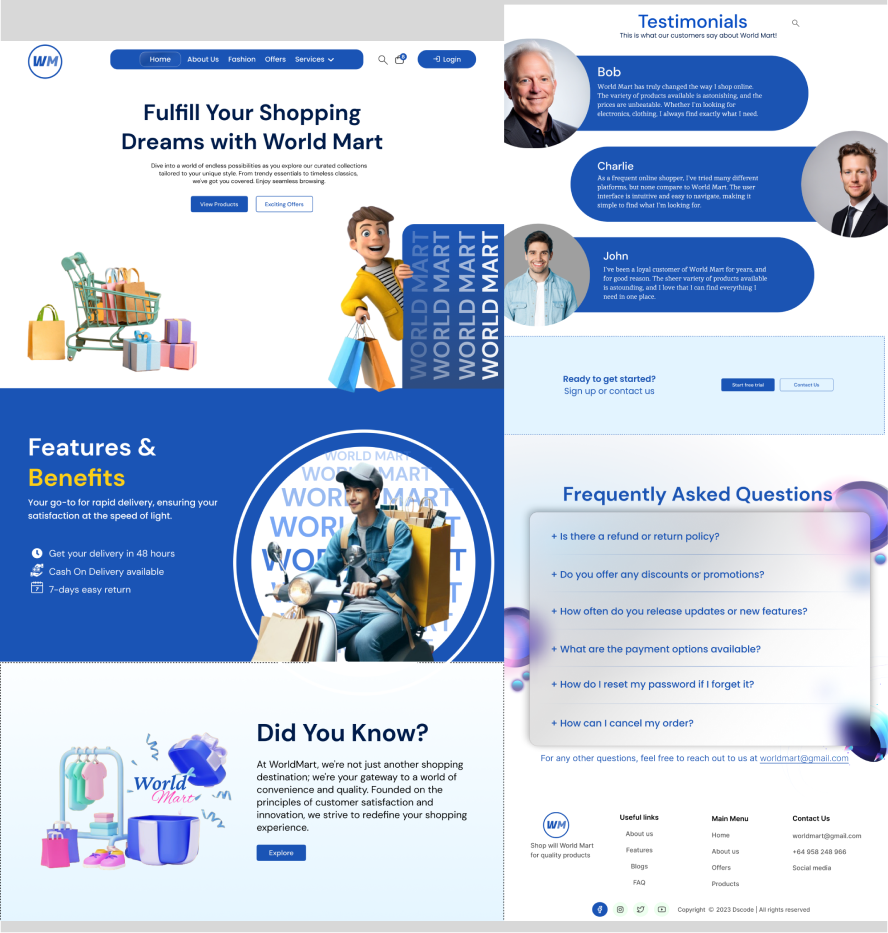 WM
Home
About Us
Fashion
Offers
Services
0
Login
Fulfill Your Shopping
Dreams with World Mart
Dive into a world of endless possibilities as you explore our curated collections
tailored to your unique style. From trendy essentials to timeless classics,
we've got you covered. Enjoy seamless browsing.
View Products
Exciting Offers
WORLD MART
WORLD MART
WORLD MART
WORLD MART
Features &
Benefits
Your go-to for rapid delivery, ensuring your
satisfaction at the speed of light.
Get your delivery in 48 hours
Cash On Delivery available
7-days easy return
WORLD MART
WORLD MART
WORLD MART
Did You Know?
At WorldMart, we're not just another shopping
destination; we're your gateway to a world of
convenience and quality. Founded on the
principles of customer satisfaction and
innovation, we strive to redefine your shopping
experience.
Explore
World
Mart
Testimonials
This is what our customers say about World Mart!
Bob
World Mart has truly changed the way I shop online.
The variety of products available is astonishing, and the
prices are unbeatable. Whether I'm looking for
electronics, clothing, I always find exactly what I need.
Charlie
As a frequent online shopper, I've tried many different
platforms, but none compare to World Mart. The user
interface is intuitive and easy to navigate, making it
simple to find what I'm looking for.
John
I've been a loyal customer of World Mart for years, and
for good reason. The sheer variety of products available
is astounding, and I love that I can find everything I
need in one place.
Ready to get started?
Sign up or contact us
Start free trial
Contact Us
Frequently Asked Questions
+ Is there a refund or return policy?
+ Do you offer any discounts or promotions?
+ How often do you release updates or new features?
+ What are the payment options available?
+ How do I reset my password if I forget it?
+ How can I cancel my order?
For any other questions, feel free to reach out to us at worldmart@gmail.com
WM
Shop will World Mart
for quality products
Useful links
About us
Features
Blogs
FAQ
Main Menu
Home
About us
Offers
Products
Contact Us
worldmart@gmail.com
+64 958 248 966
Social media
Copyright © 2023 Dscode | All rights reserved